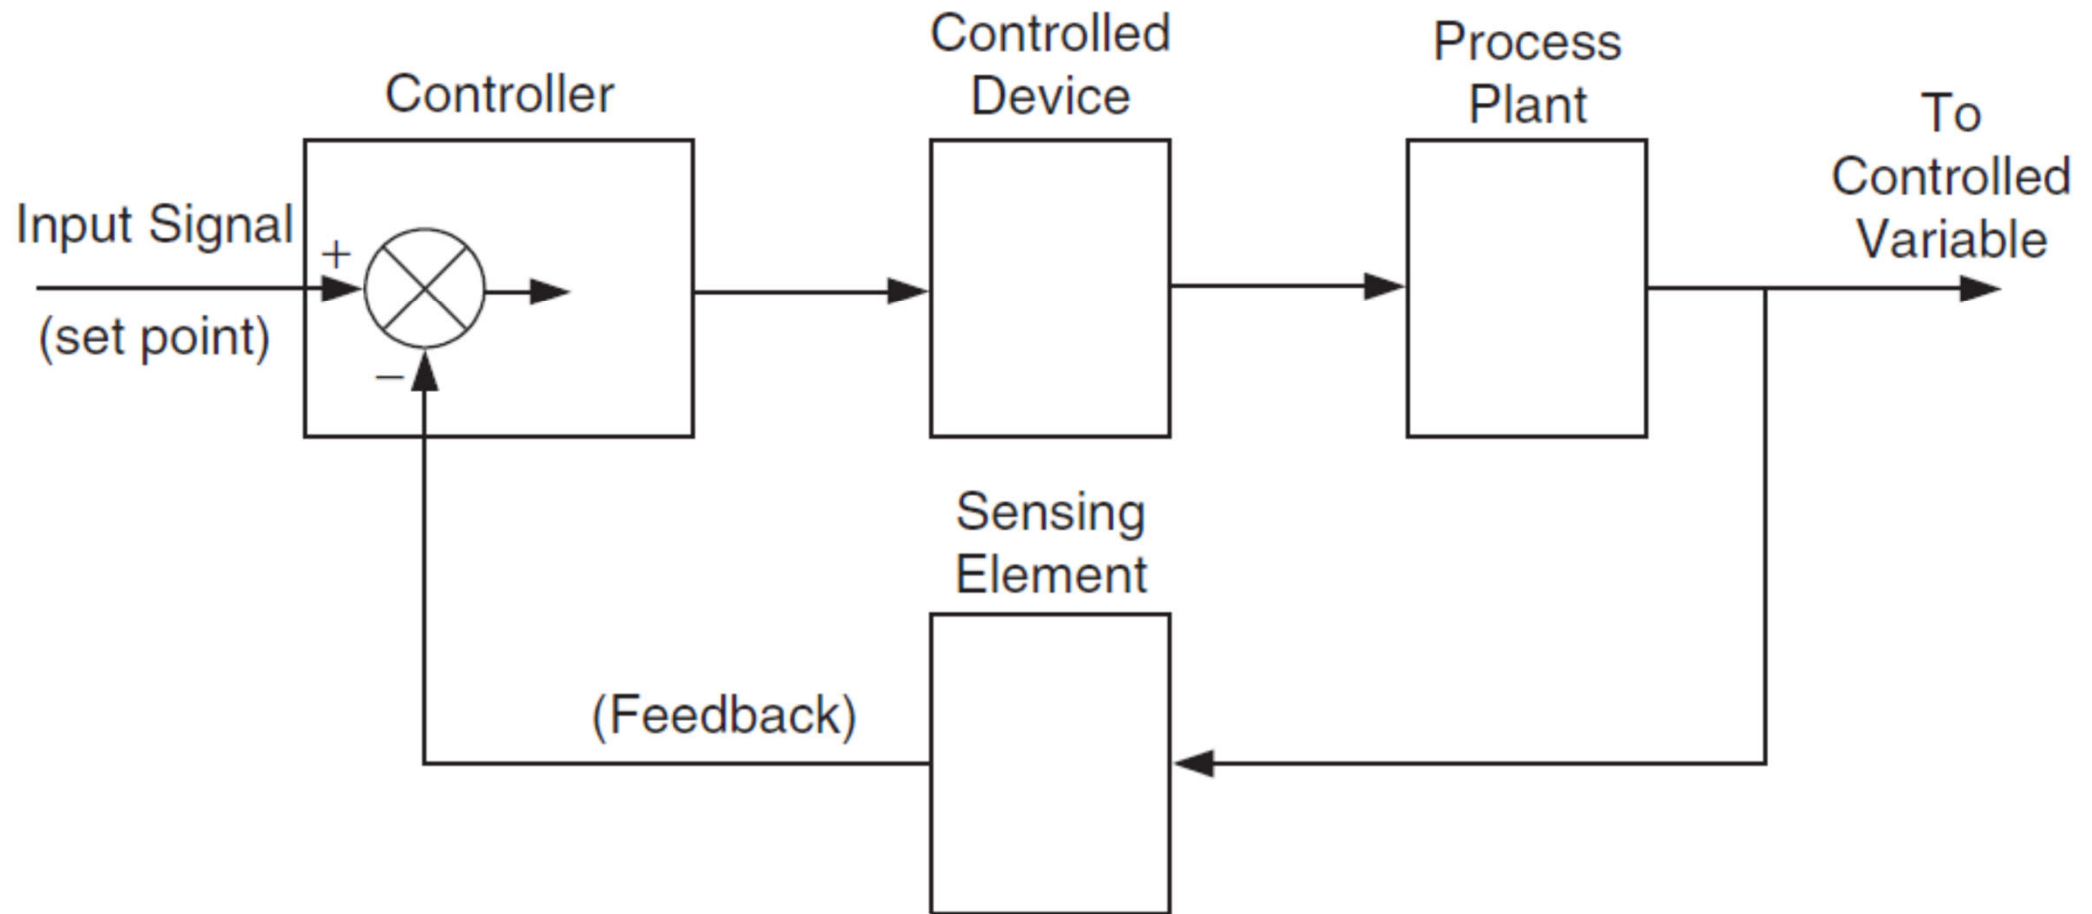 Controller
Controlled
Device
Process
Plant
To
Controlled
Variable
Input Signal
+
(set point)
−
Sensing
Element
(Feedback)